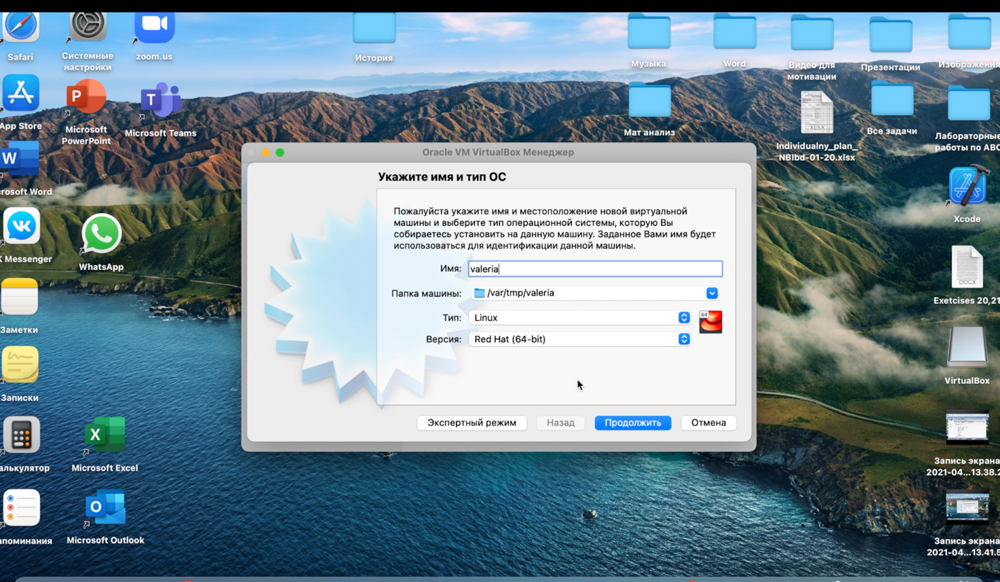 Safari
Системные
настройки
zoom.us
История
Музыка
Word
Видео для
мотивации
Презентации
Изображения
App Store
P
Microsoft
PowerPoint
T
Microsoft Teams
Мат анализ
XLSX
Individualny_plan_
NBIbd-01-20.xlsx
Все задачи
Лабораторные
работы по АВС
W
rosoft Word
Oracle VM VirtualBox Менеджер
Укажите имя и тип ОС
Пожалуйста укажите имя и местоположение новой виртуальной
машины и выберите тип операционной системы, которую Вы
собираетесь установить на данную машину. Заданное Вами имя будет
использоваться для идентификации данной машины.
Имя: valeria
Папка машины: /var/tmp/valeria
Тип: Linux
64
Версия: Red Hat (64-bit)
Экспертный режим
Назад
Продолжить
Отмена
Xcode
K Messenger
WhatsApp
DOCX
Exetcises 20,21
Заметки
VirtualBox
Записки
X
алькулятор
Microsoft Excel
Запись экрана
2021-04...13.38.2
O
апоминания
Microsoft Outlook
Запись экрана
2021-04...13.41.5